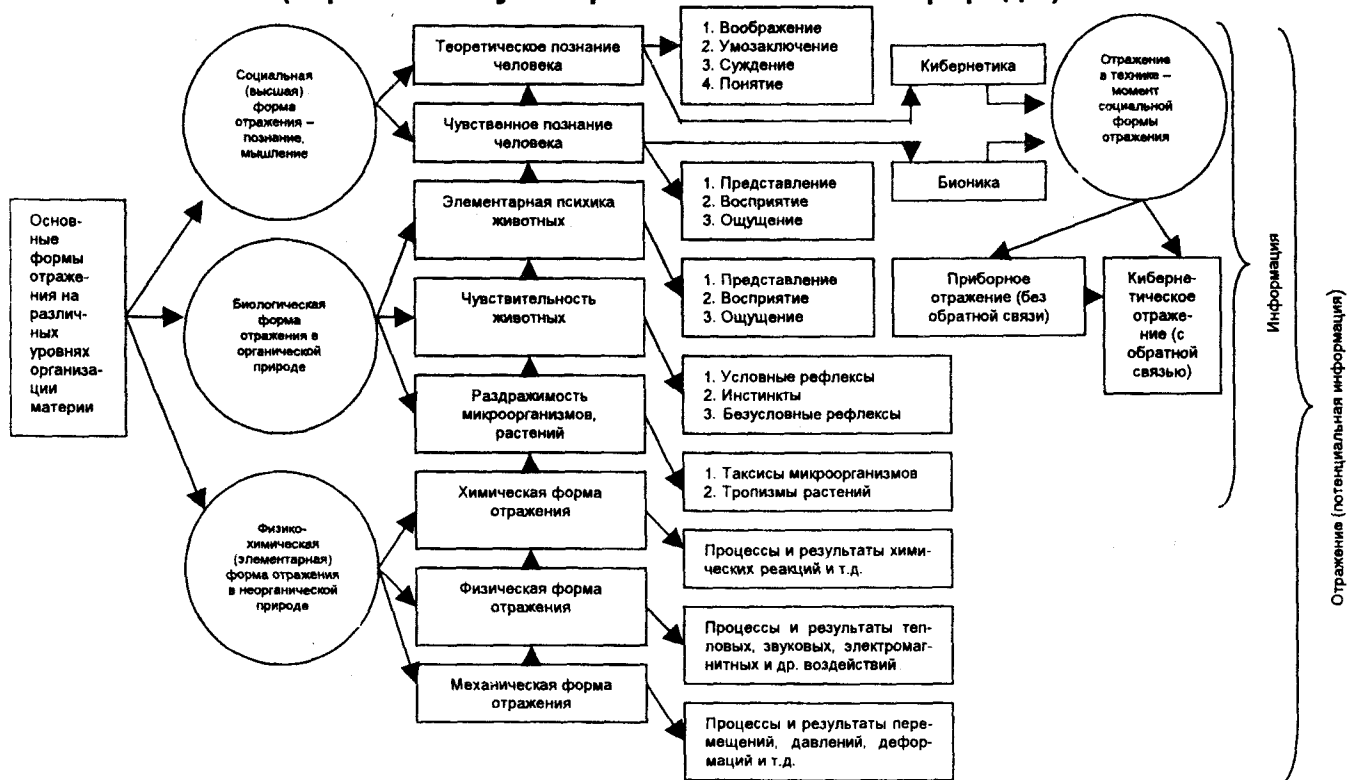 Основ-
ные
формы
отраже-
ния на
различ-
ных
уровнях
организа-
ции
материи
Социальная
(высшая)
форма
отражения –
познание,
мышление
Биологическая
форма
отражения в
органической
природе
Физико-
химическая
(элементарная)
форма отражения
в неорганической
природе
Теоретическое познание
человека
Чувственное познание
человека
Элементарная психика
животных
Чувствительность
животных
Раздражимость
микроорганизмов,
растений
Химическая форма
отражения
Физическая форма
отражения
Механическая форма
отражения
1. Воображение
2. Умозаключение
3. Суждение
4. Понятие
1. Представление
2. Восприятие
3. Ощущение
1. Представление
2. Восприятие
3. Ощущение
1. Условные рефлексы
2. Инстинкты
3. Безусловные рефлексы
1. Таксисы микроорганизмов
2. Тропизмы растений
Процессы и результаты хими-
ческих реакций и т.д.
Процессы и результаты теп-
ловых, звуковых, электромаг-
нитных и др. воздействий
Процессы и результаты пере-
мещений, давлений, дефор-
маций и т.д.
Кибернетика
Бионика
Отражение
в технике –
момент
социальной
формы
отражения
Приборное
отражение (без
обратной связи)
Киберне-
тическое
отраже-
ние (с
обратной
связью)
Информация
Отражение (потенциальная информация)